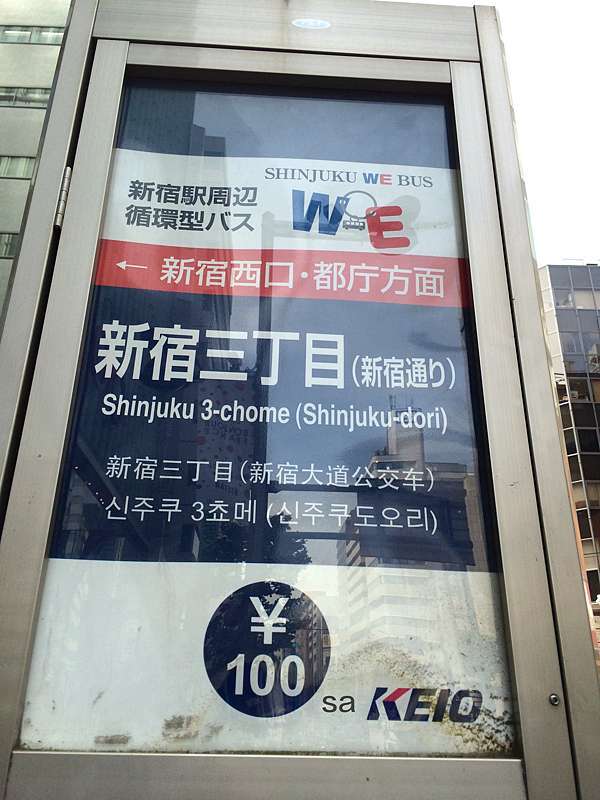 SHINJUKU WE BUS
新宿駅周辺
循環型バス
WE
← 新宿西口・都庁方面
新宿三丁目(新宿通り)
Shinjuku 3-chome (Shinjuku-dori)
新宿三丁目(新宿大道公交车)
신주쿠 3쵸메 (신주쿠도오리)
¥
100
sa KEIO